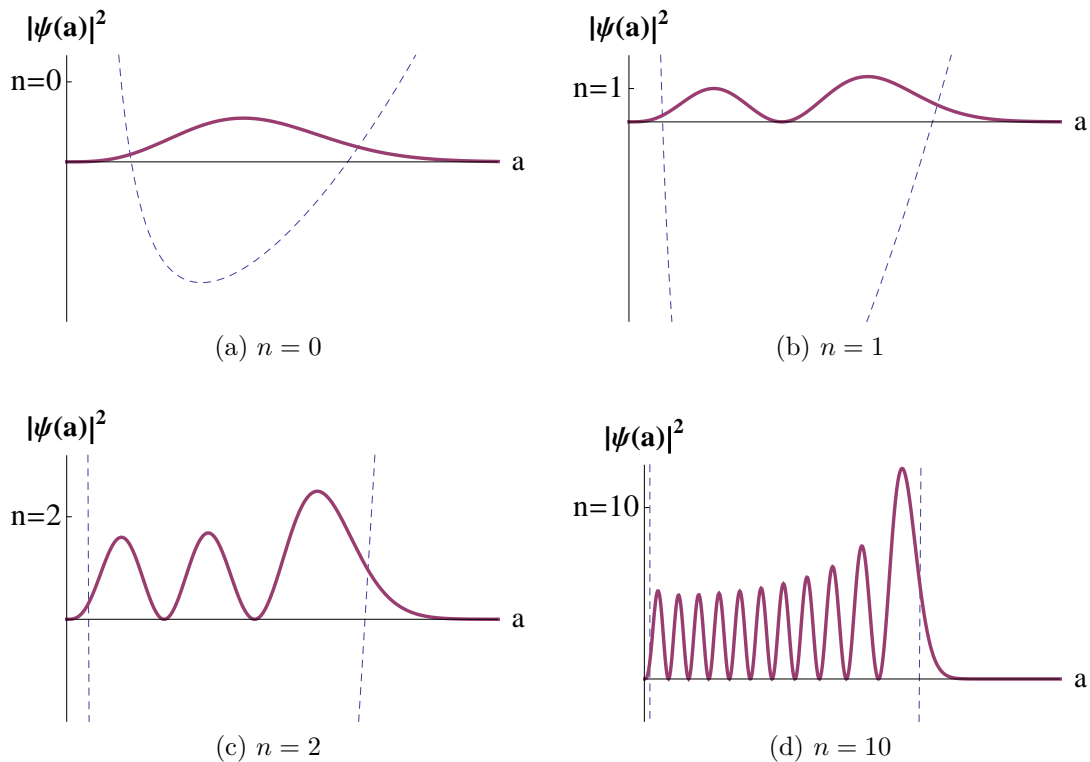 |ψ(a)|²
n=0
a
(a) n = 0
|ψ(a)|²
n=1
a
(b) n = 1
|ψ(a)|²
n=2
a
(c) n = 2
|ψ(a)|²
n=10
a
(d) n = 10